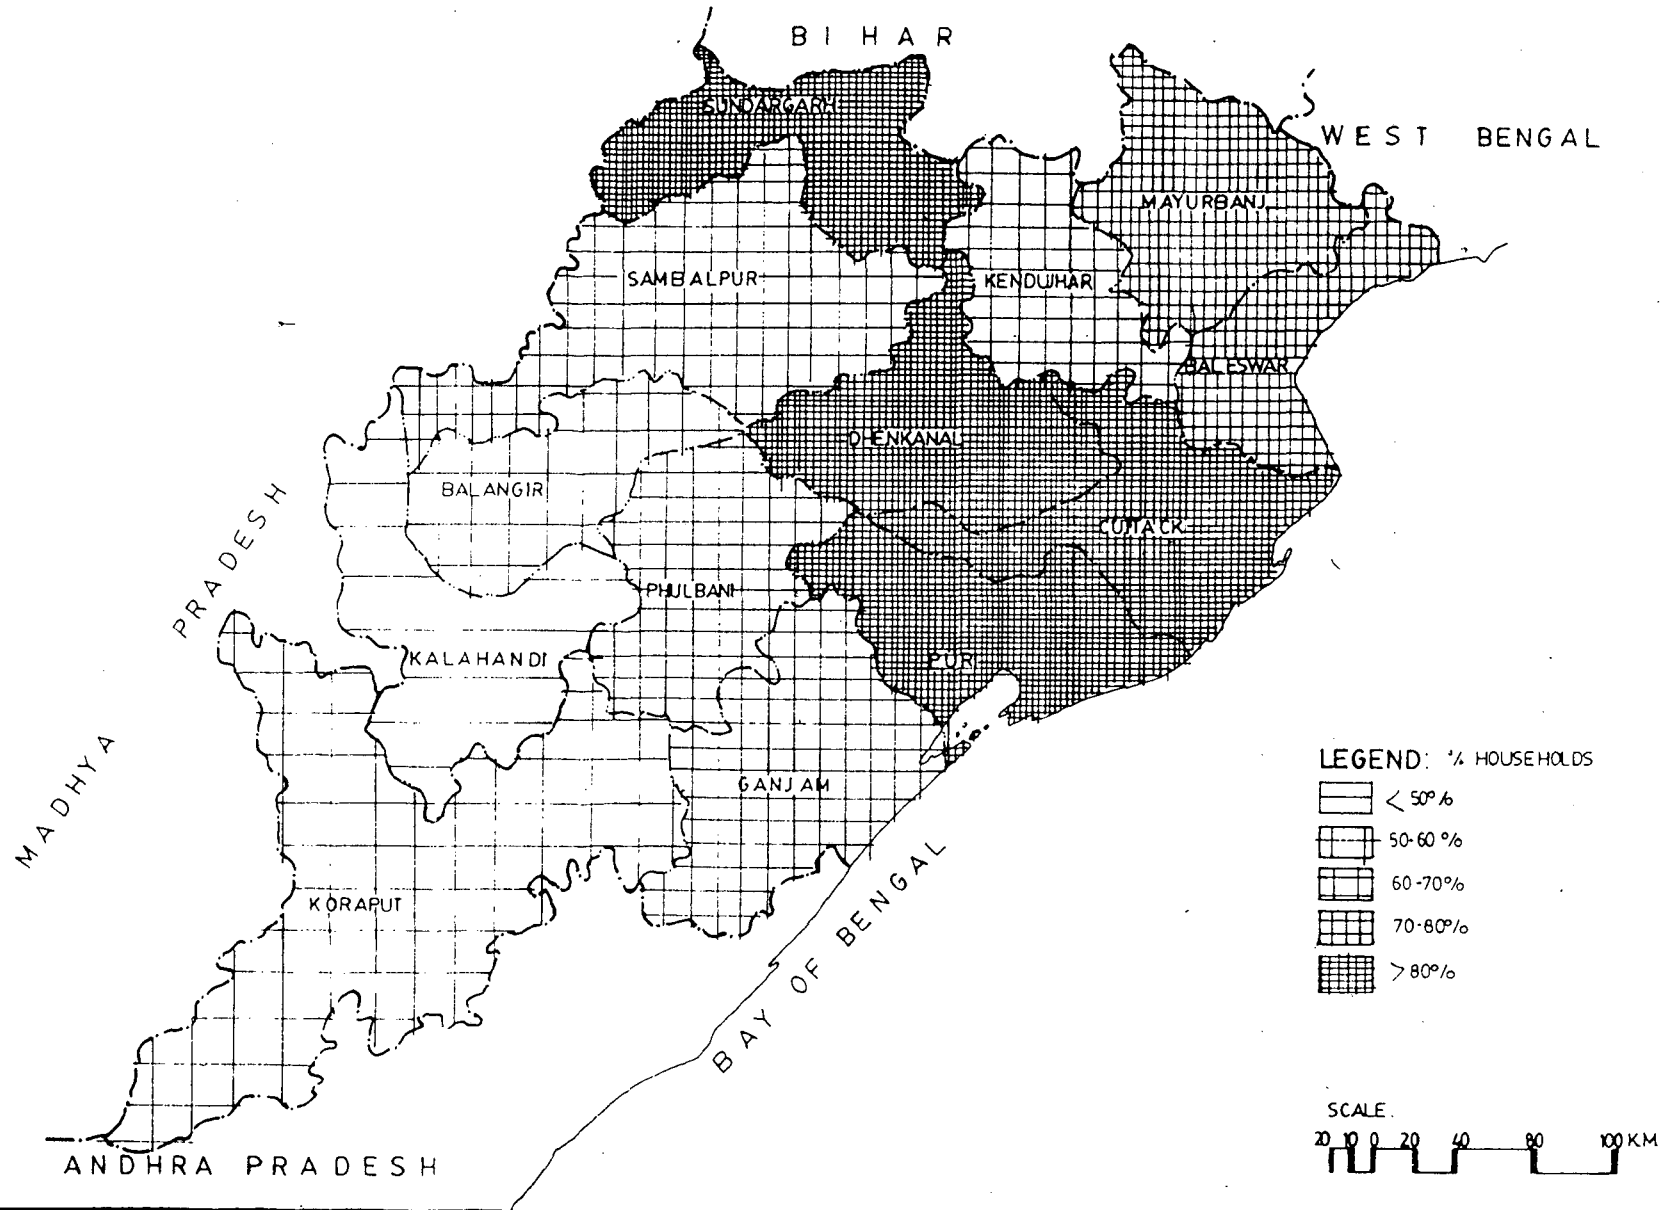 BIHAR
SUNDARGARH
WEST BENGAL
MAYURBANJ
SAMBALPUR
KENDUJHAR
BALESWAR
DHENKANAL
BALANGIR
CUTTACK
PHULBANI
KALAHANDI
PURI
GANJAM
KORAPUT
MADHYA PRADESH
BAY OF BENGAL
ANDHRA PRADESH
LEGEND: % HOUSEHOLDS
< 50%
50-60%
60-70%
70-80%
> 80%
SCALE.
20 10 0 20 40 80 100 KM